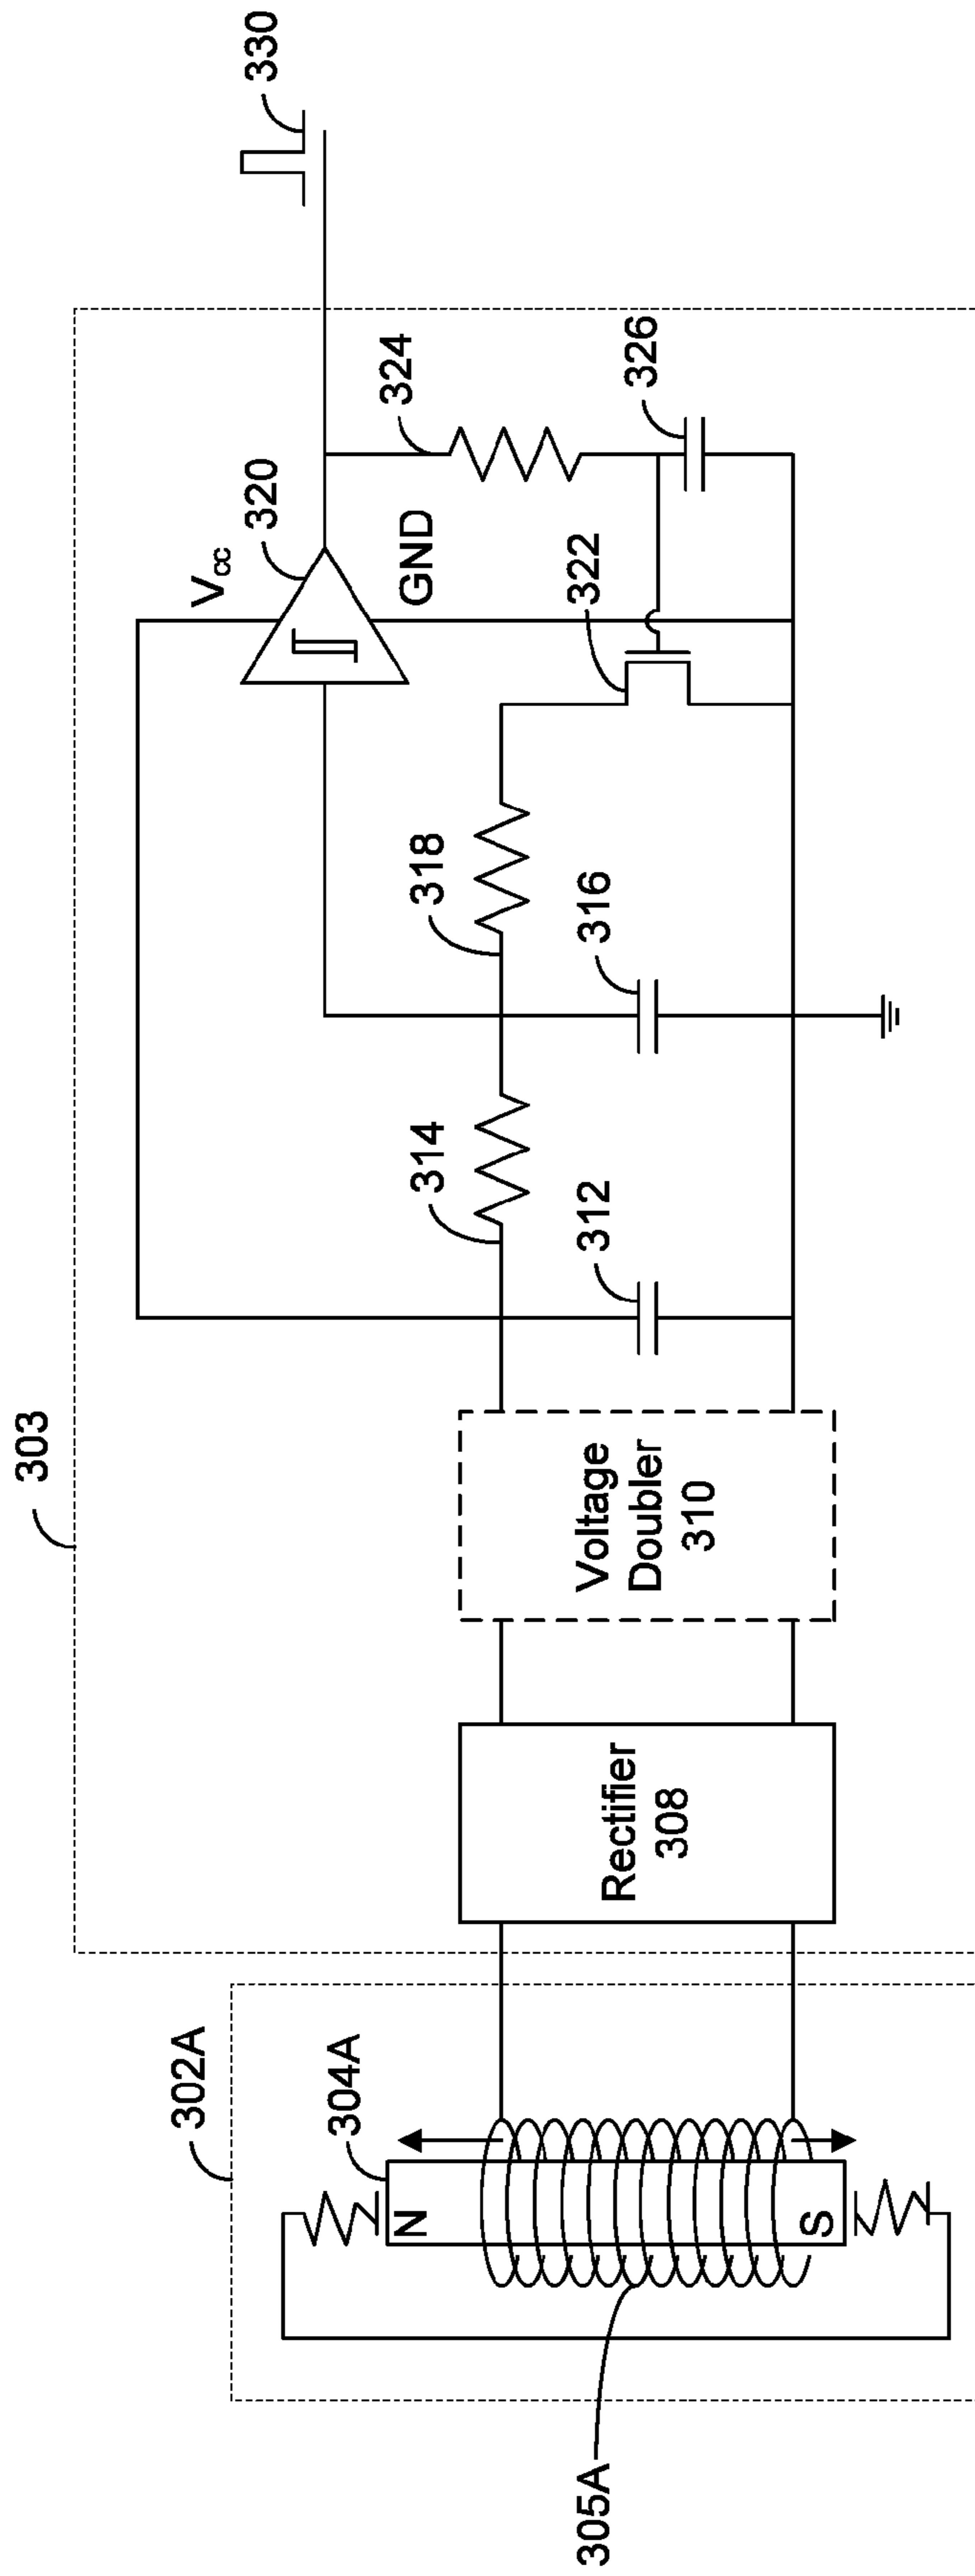 303
302A
304A
N
S
305A
Rectifier
308
Voltage
Doubler
310
312
314
316
318
Vcc
320
GND
322
324
326
330